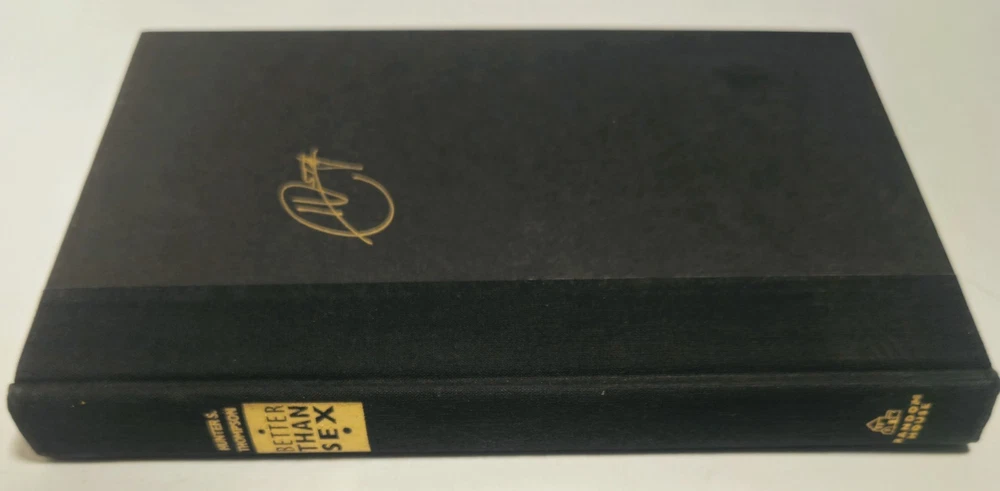 HUNTER S.
THOMPSON
BETTER
THAN
SEX
RANDOM
HOUSE